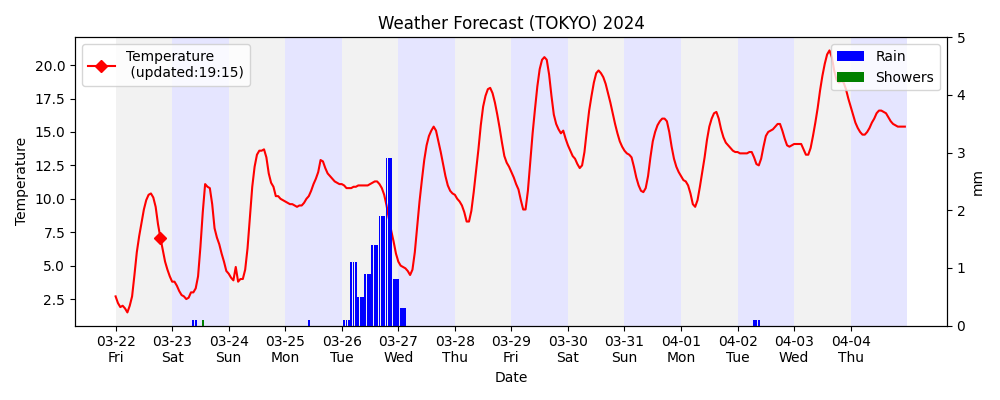 Weather Forecast (TOKYO) 2024
Temperature
(updated:19:15)
Rain
Showers
Temperature
20.0
17.5
15.0
12.5
10.0
7.5
5.0
2.5
5
4
3
2
1
0
mm
03-22 03-23 03-24 03-25 03-26 03-27 03-28 03-29 03-30 03-31 04-01 04-02 04-03 04-04
Fri Sat Sun Mon Tue Wed Thu Fri Sat Sun Mon Tue Wed Thu
Date